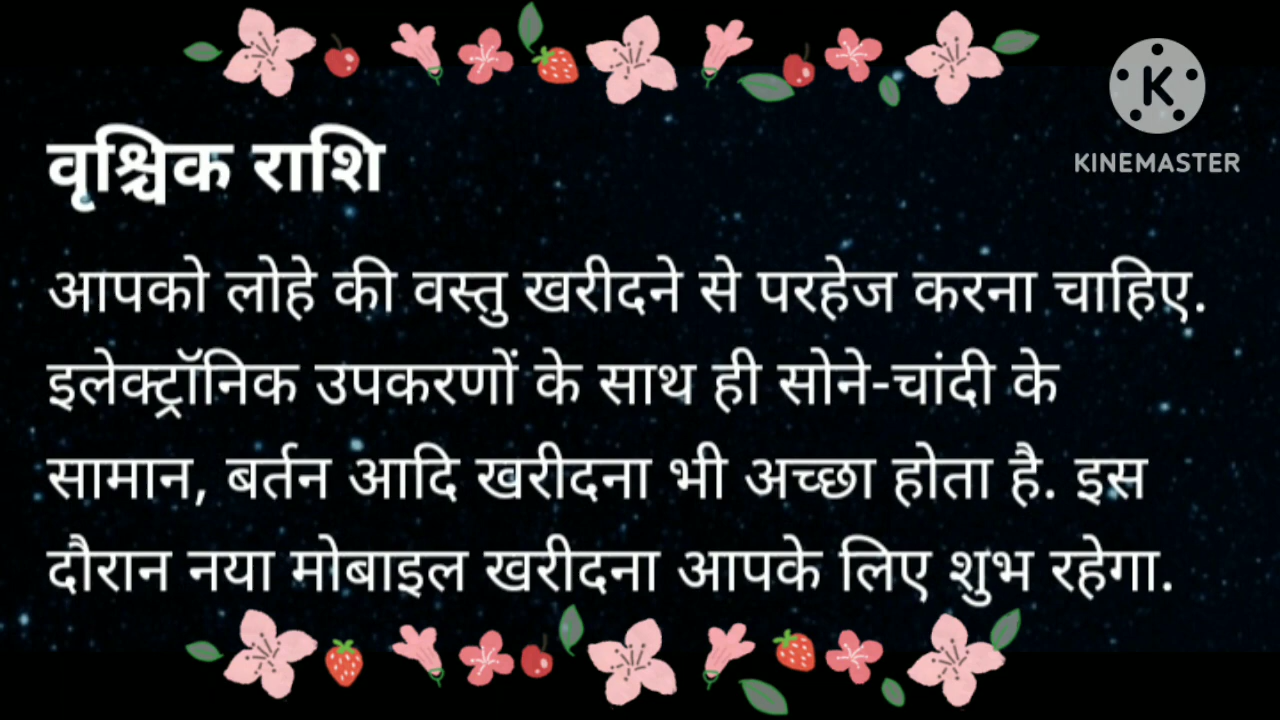 K
KINEMASTER
वृश्चिक राशि
आपको लोहे की वस्तु खरीदने से परहेज करना चाहिए.
इलेक्ट्रॉनिक उपकरणों के साथ ही सोने-चांदी के
सामान, बर्तन आदि खरीदना भी अच्छा होता है. इस
दौरान नया मोबाइल खरीदना आपके लिए शुभ रहेगा.